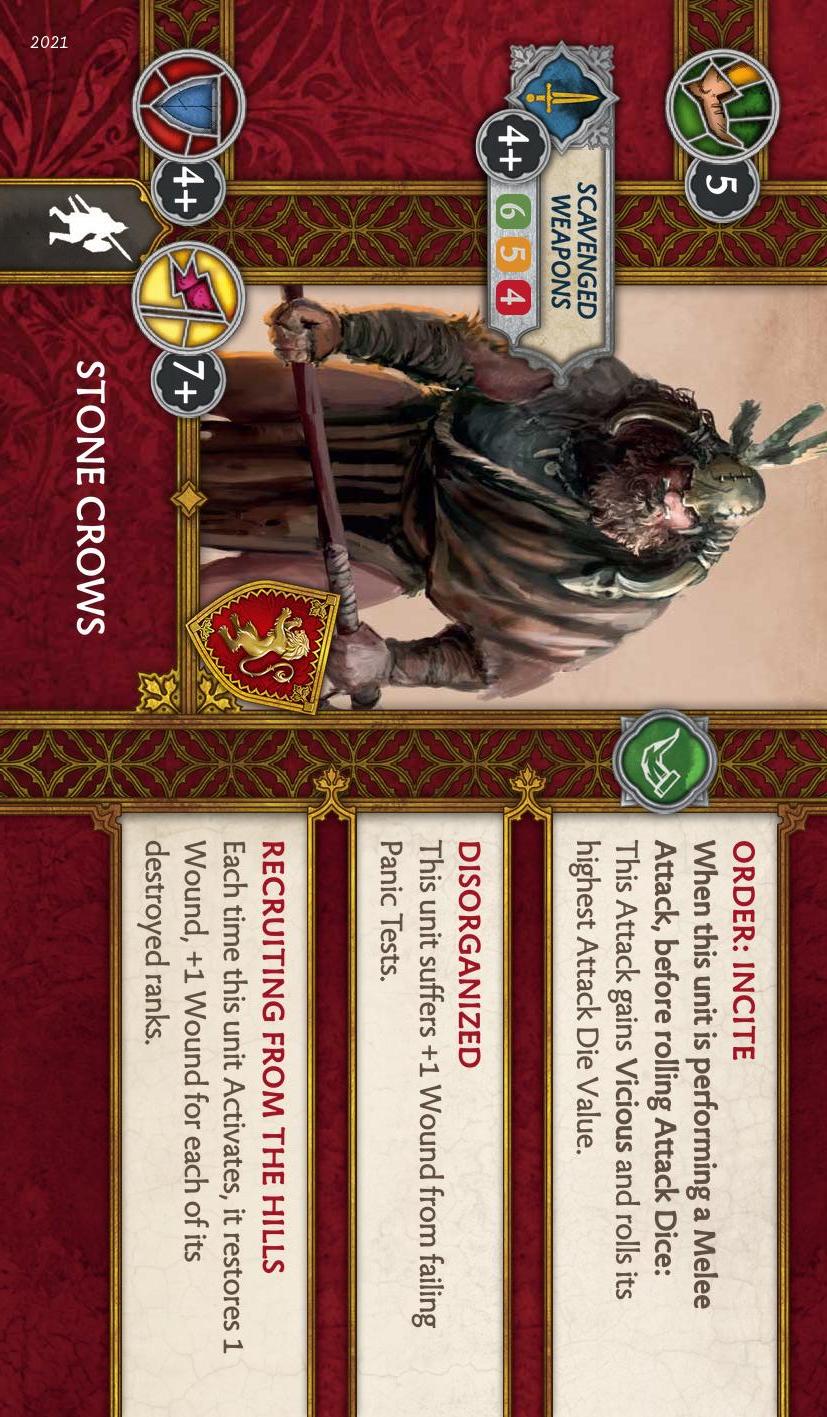 5
SCAVENGED
WEAPONS
4+
6 5 4
4+
7+
STONE CROWS
ORDER: INCITE
When this unit is performing a Melee
Attack, before rolling Attack Dice:
This Attack gains Vicious and rolls its
highest Attack Die Value.
DISORGANIZED
This unit suffers +1 Wound from failing
Panic Tests.
RECRUITING FROM THE HILLS
Each time this unit Activates, it restores 1
Wound, +1 Wound for each of its
destroyed ranks.
2021